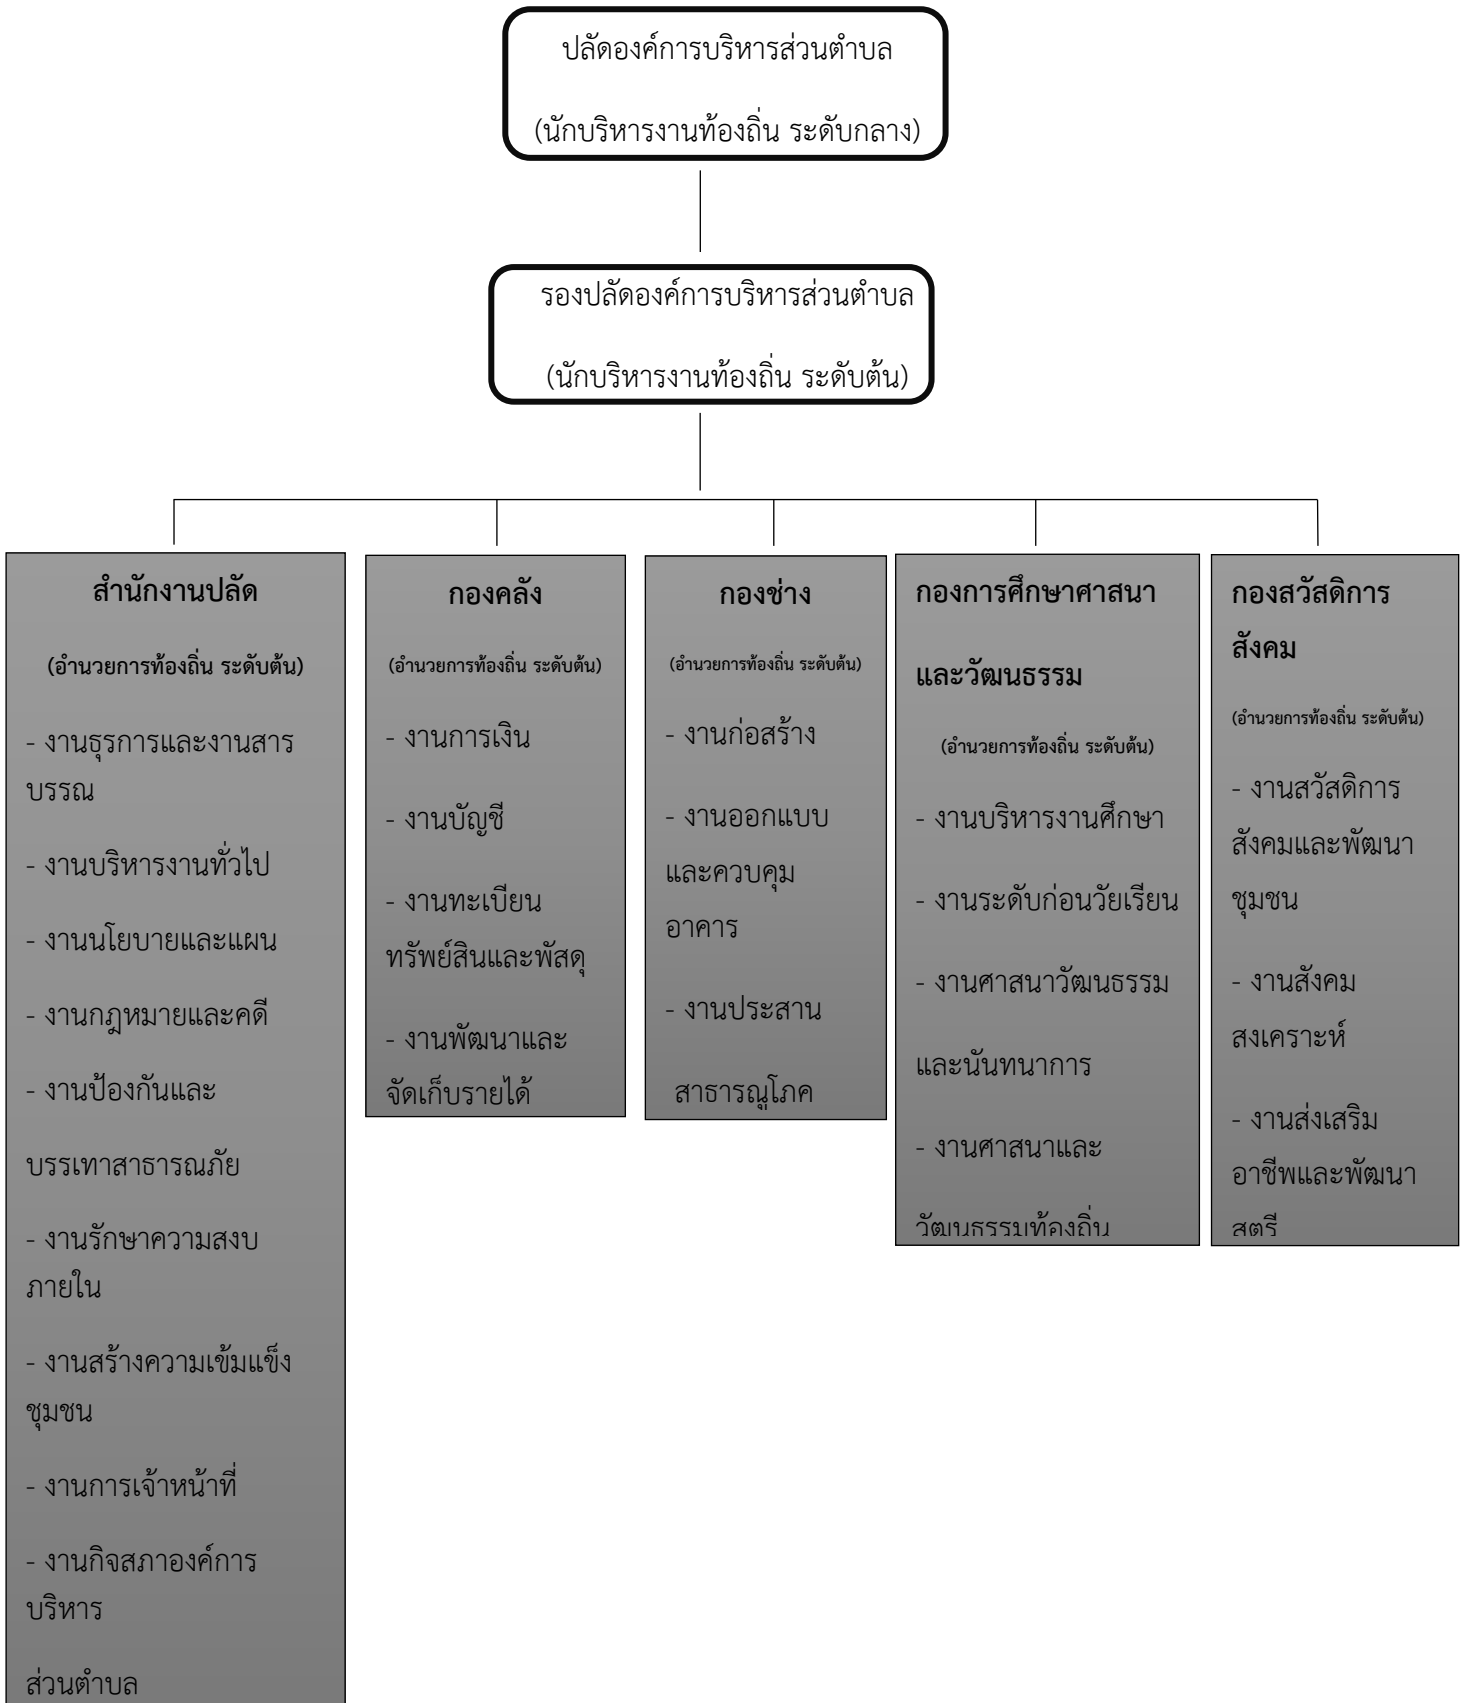 ปลัดองค์การบริหารส่วนตำบล
(นักบริหารงานท้องถิ่น ระดับกลาง)
รองปลัดองค์การบริหารส่วนตำบล
(นักบริหารงานท้องถิ่น ระดับต้น)
สำนักงานปลัด
(อำนวยการท้องถิ่น ระดับต้น)
- งานธุรการและงานสาร
บรรณ
- งานบริหารงานทั่วไป
- งานนโยบายและแผน
- งานกฎหมายและคดี
- งานป้องกันและ
บรรเทาสาธารณภัย
- งานรักษาความสงบ
ภายใน
- งานสร้างความเข้มแข็ง
ชุมชน
- งานการเจ้าหน้าที่
- งานกิจสภาองค์การ
บริหาร
ส่วนตำบล
กองคลัง
(อำนวยการท้องถิ่น ระดับต้น)
- งานการเงิน
- งานบัญชี
- งานทะเบียน
ทรัพย์สินและพัสดุ
- งานพัฒนาและ
จัดเก็บรายได้
กองช่าง
(อำนวยการท้องถิ่น ระดับต้น)
- งานก่อสร้าง
- งานออกแบบ
และควบคุม
อาคาร
- งานประสาน
สาธารณูโภค
กองการศึกษาศาสนา
และวัฒนธรรม
(อำนวยการท้องถิ่น ระดับต้น)
- งานบริหารงานศึกษา
- งานระดับก่อนวัยเรียน
- งานศาสนาวัฒนธรรม
และนันทนาการ
- งานศาสนาและ
วัฒนธรรมท้องถิ่น
กองสวัสดิการ
สังคม
(อำนวยการท้องถิ่น ระดับต้น)
- งานสวัสดิการ
สังคมและพัฒนา
ชุมชน
- งานสังคม
สงเคราะห์
- งานส่งเสริม
อาชีพและพัฒนา
สตรี